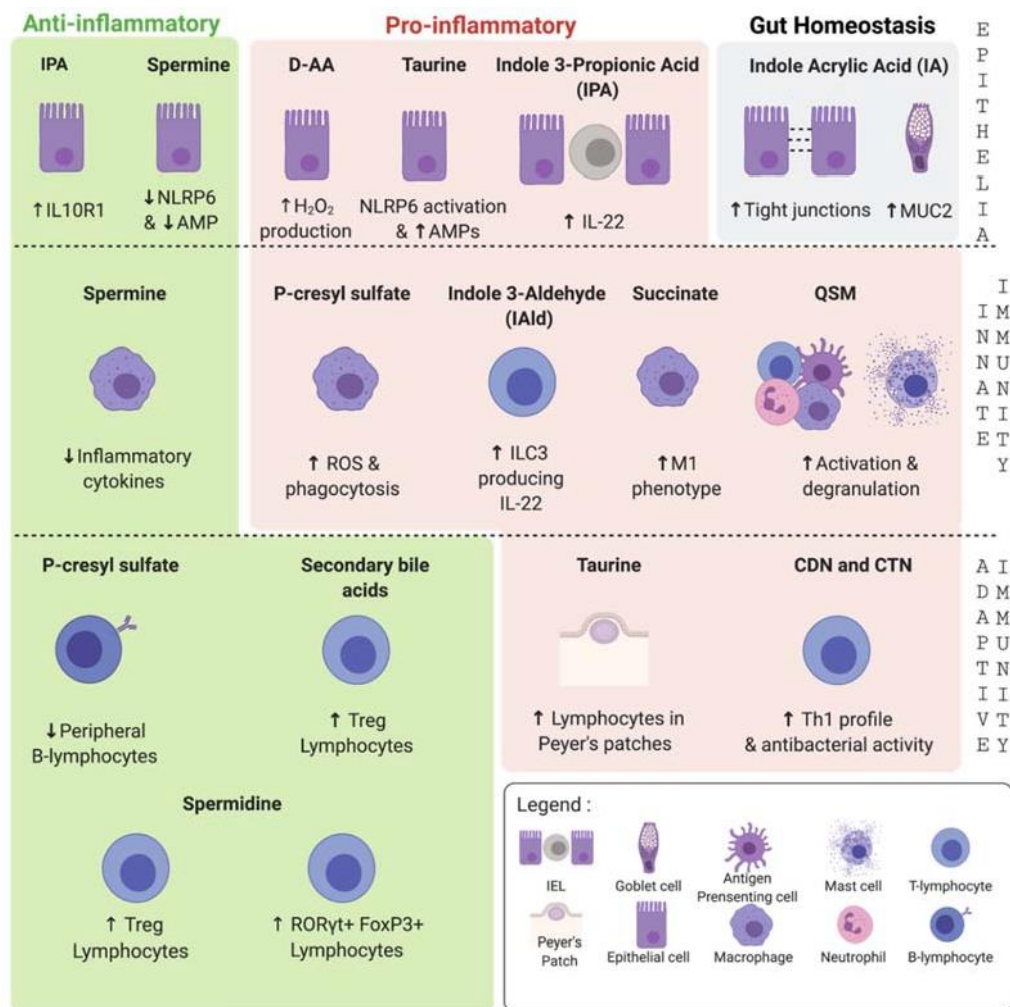 Anti-inflammatory
Pro-inflammatory
Gut Homeostasis
EPITHELIA
IPA
↑IL10R1
Spermine
↓NLRP6
& ↓AMP
D-AA
↑H₂O₂
production
Taurine
NLRP6 activation
& ↑AMPs
Indole 3-Propionic Acid
(IPA)
↑ IL-22
Indole Acrylic Acid (IA)
↑Tight junctions
↑MUC2
INNATE
IMMUNITY
Spermine
↓Inflammatory
cytokines
P-cresyl sulfate
↑ ROS &
phagocytosis
Indole 3-Aldehyde
(IAld)
↑ ILC3
producing
IL-22
Succinate
↑M1
phenotype
QSM
↑Activation &
degranulation
ADAPTIVE
IMMUNITY
P-cresyl sulfate
↓Peripheral
B-lymphocytes
Secondary bile
acids
↑ Treg
Lymphocytes
Taurine
↑ Lymphocytes in
Peyer's patches
CDN and CTN
↑ Th1 profile
& antibacterial activity
Spermidine
↑ Treg
Lymphocytes
↑ RORγt+ FoxP3+
Lymphocytes
Legend :
IEL
Goblet cell
Antigen
Prensenting cell
Mast cell
T-lymphocyte
Peyer's
Patch
Epithelial cell
Macrophage
Neutrophil
B-lymphocyte